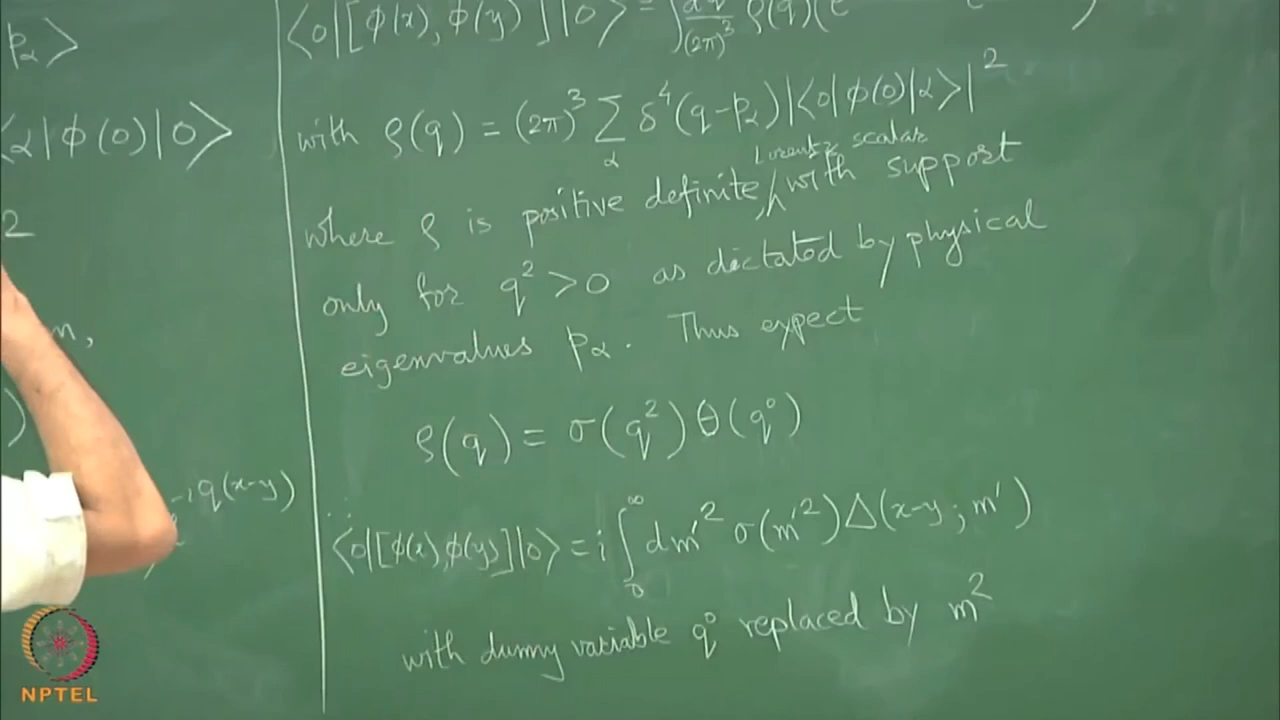 p_α⟩
⟨α|ϕ(0)|0⟩
2
m,
)
-iq(x-y)
⟨0|[ϕ(x), ϕ(y)]|0⟩ = ∫ /(2π)³ ρ(q)(e )
with ρ(q) = (2π)³ Σ_α δ⁴(q-p_α)|⟨0|ϕ(0)|α⟩|²
Lorentz scalar
where ρ is positive definite, ∧ with support
only for q² > 0 as dictated by physical
eigenvalues p_α. Thus expect
ρ(q) = σ(q²)θ(q⁰)
∴ ⟨0|[ϕ(x), ϕ(y)]|0⟩ = i ∫₀^∞ dm'² σ(m'²) Δ(x-y; m')
with dummy variable q⁰ replaced by m²
NPTEL